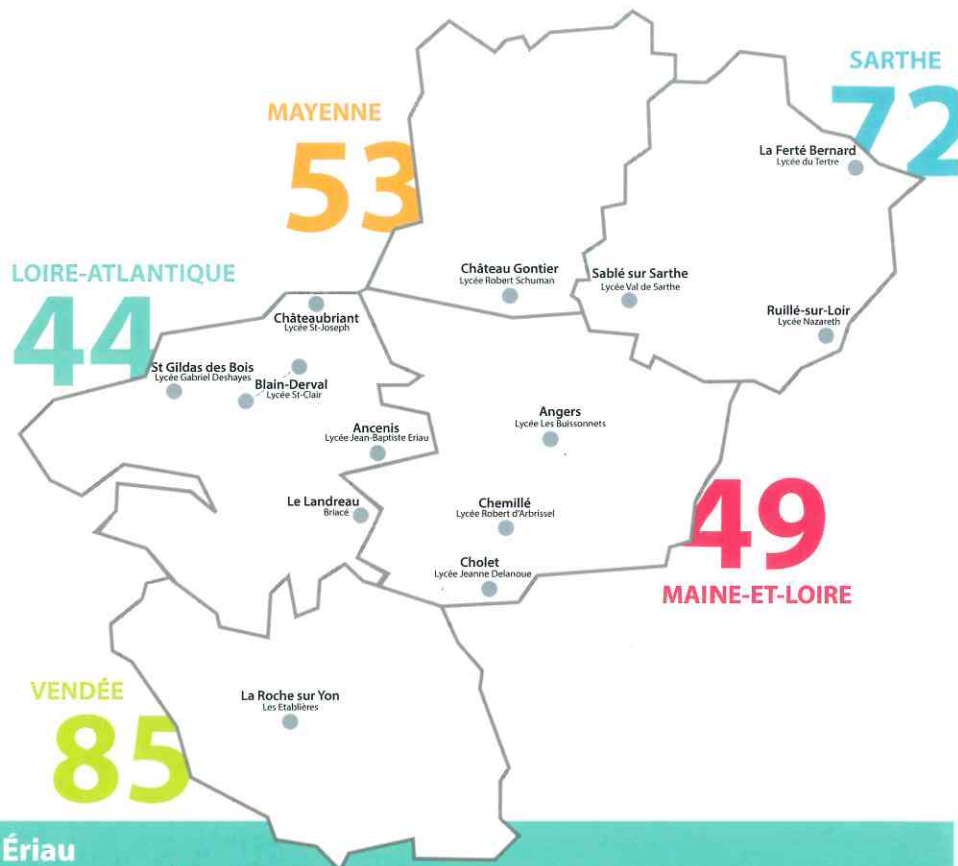 SARTHE
72
MAYENNE
53
La Ferté Bernard
Lycée du Tertre
LOIRE-ATLANTIQUE
44
Château Gontier
Lycée Robert Schuman
Sablé sur Sarthe
Lycée Val de Sarthe
Châteaubriant
Lycée St-Joseph
Ruillé-sur-Loir
Lycée Nazareth
St Gildas des Bois
Lycée Gabriel Deshayes
Blain-Derval
Lycée St-Clair
Ancenis
Lycée Jean-Baptiste Eriau
Angers
Lycée Les Buissonnets
Le Landreau
Briacé
Chemillé
Lycée Robert d'Arbrissel
49
MAINE-ET-LOIRE
Cholet
Lycée Jeanne Delanoue
VENDÉE
85
La Roche sur Yon
Les Etablières
Ériau